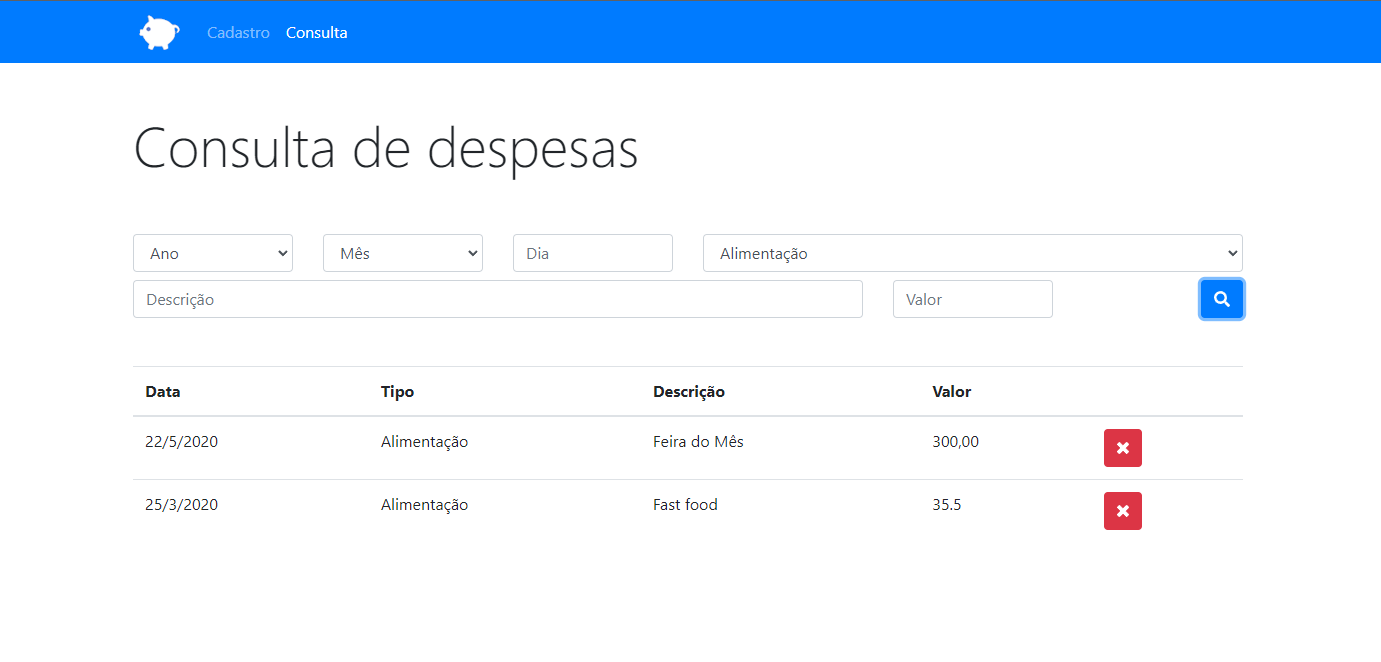 Cadastro Consulta
Consulta de despesas
Ano Mês Dia Alimentação
Descrição Valor
Data Tipo Descrição Valor
22/5/2020 Alimentação Feira do Mês 300,00
25/3/2020 Alimentação Fast food 35.5